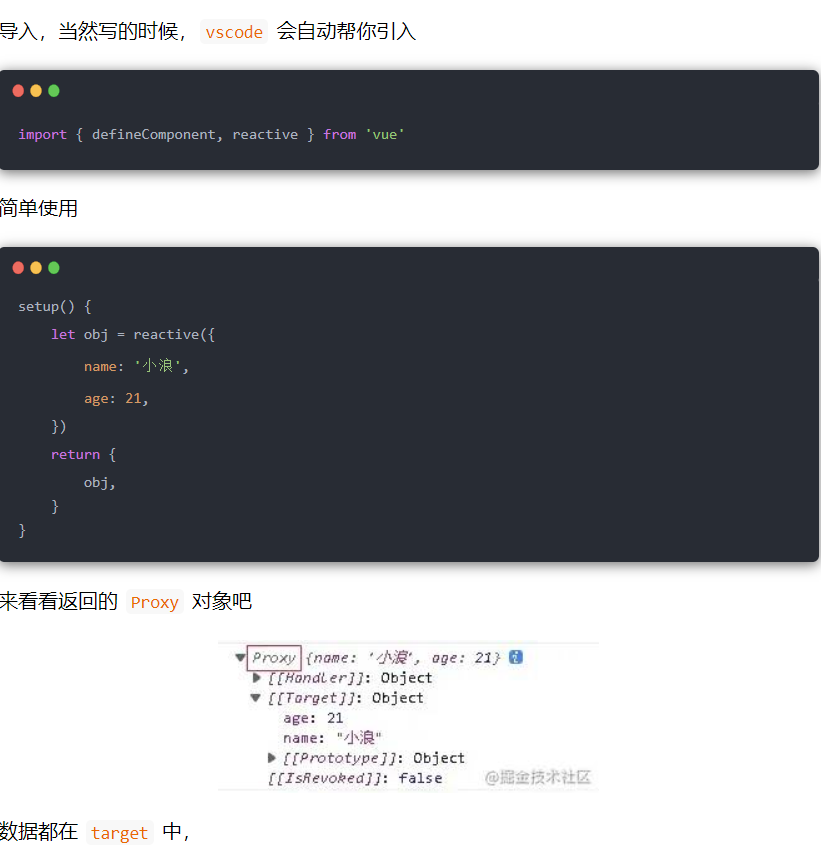 导入，当然写的时候， vscode 会自动帮你引入
import { defineComponent, reactive } from 'vue'
简单使用
setup() {
    let obj = reactive({
        name: '小浪',
        age: 21,
    })
    return {
        obj,
    }
}
来看看返回的 Proxy 对象吧
Proxy {name: '小浪', age: 21}
[[Handler]]: Object
[[Target]]: Object
age: 21
name: "小浪"
[[Prototype]]: Object
[[IsRevoked]]: false
@掘金技术社区
数据都在 target 中，